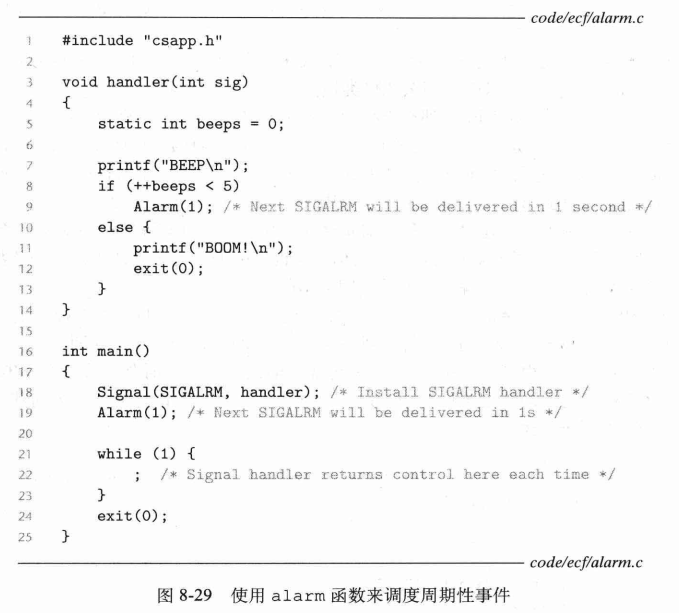 code/ecf/alarm.c
1 #include "csapp.h"
2
3 void handler(int sig)
4 {
5     static int beeps = 0;
6
7     printf("BEEP\n");
8     if (++beeps < 5)
9         Alarm(1); /* Next SIGALRM will be delivered in 1 second */
10     else {
11         printf("BOOM!\n");
12         exit(0);
13     }
14 }
15
16 int main()
17 {
18     Signal(SIGALRM, handler); /* Install SIGALRM handler */
19     Alarm(1); /* Next SIGALRM will be delivered in 1s */
20
21     while (1) {
22         ;  /* Signal handler returns control here each time */
23     }
24     exit(0);
25 }
code/ecf/alarm.c
图 8-29 使用 alarm 函数来调度周期性事件